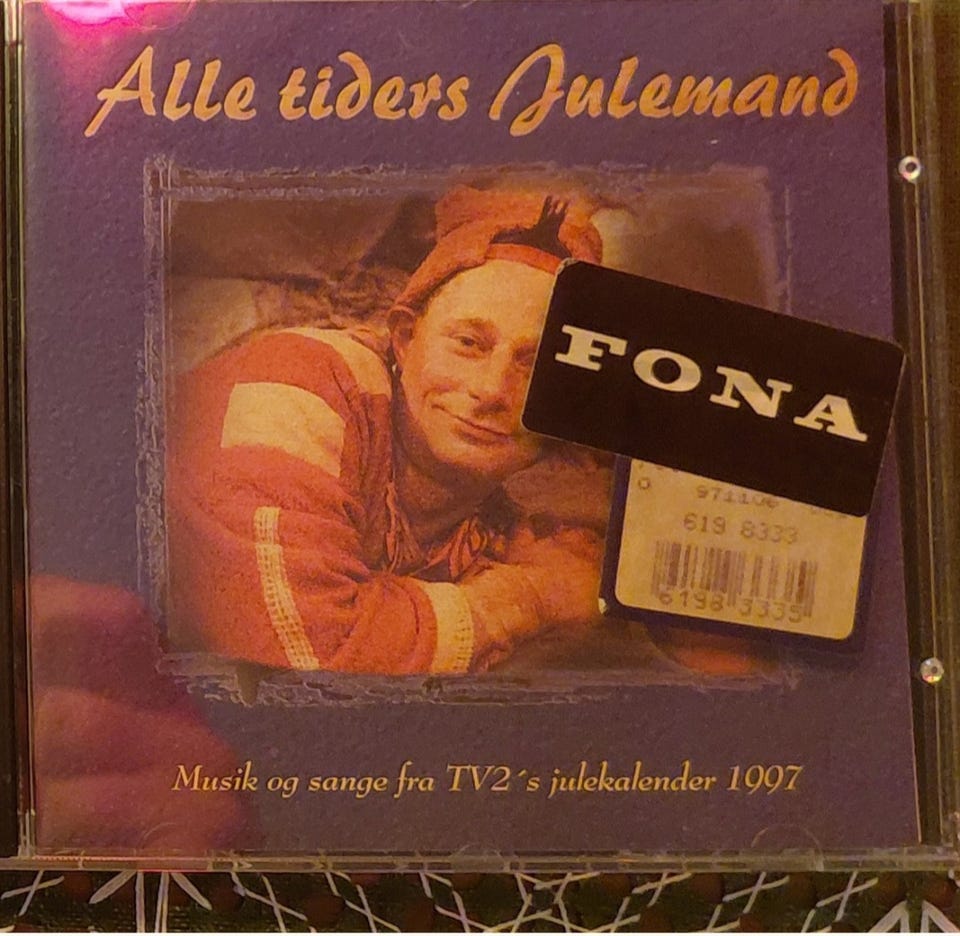 Alle tiders Julemand
FONA
971106
619 8333
6198 3335
Musik og sange fra TV2´s julekalender 1997